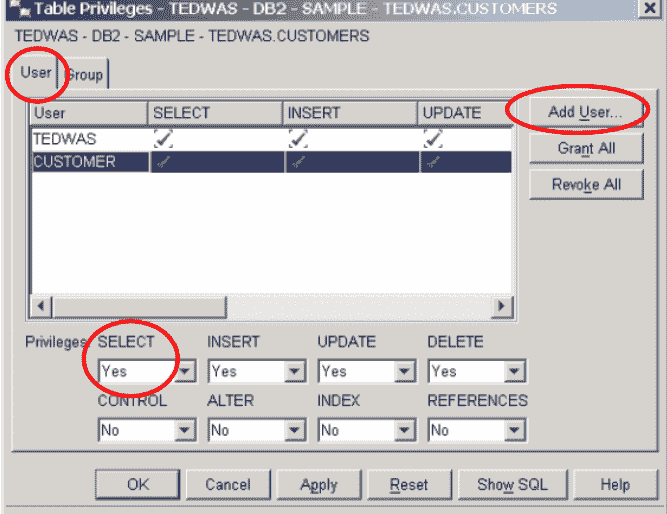 Table Privileges - TEDWAS - DB2 - SAMPLE - TEDWAS.CUSTOMERS
TEDWAS - DB2 - SAMPLE - TEDWAS.CUSTOMERS
User Group
User SELECT INSERT UPDATE Add User...
TEDWAS
Grant All
CUSTOMER
Revoke All
Privileges SELECT INSERT UPDATE DELETE
Yes Yes Yes Yes
CONTROL ALTER INDEX REFERENCES
No No No No
OK Cancel Apply Reset Show SQL Help